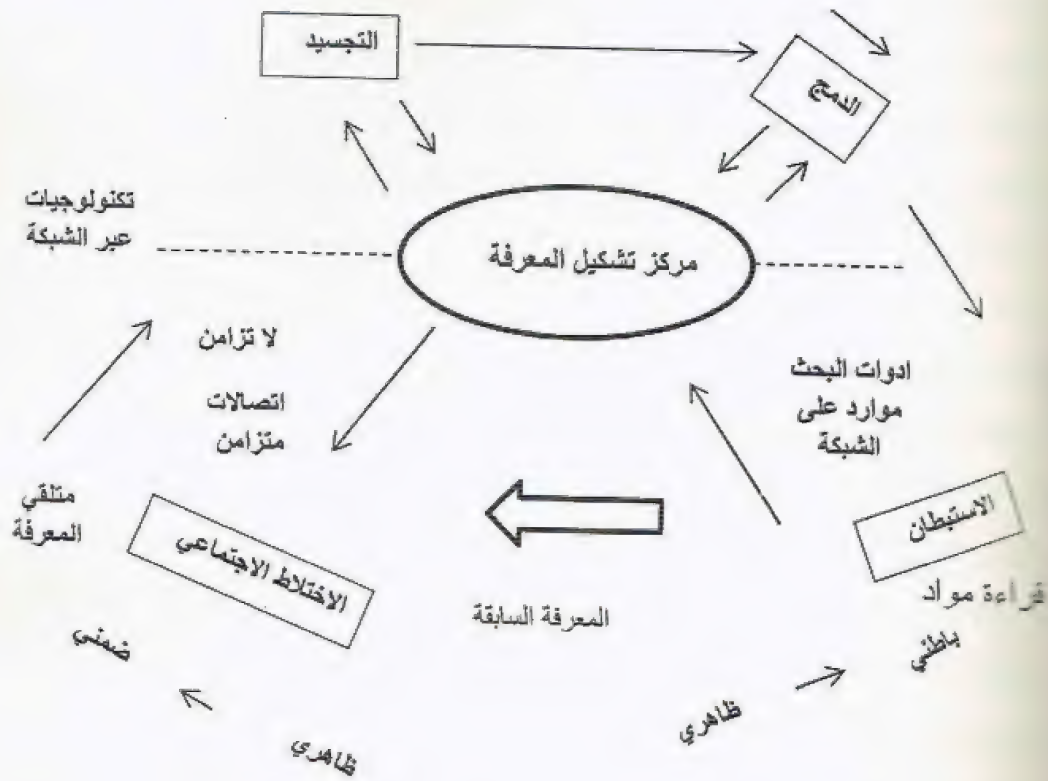 التجسيد
الدمج
تكنولوجيات
عبر الشبكة
مركز تشكيل المعرفة
لا تزامن
اتصالات
متزامن
ادوات البحث
موارد على
الشبكة
متلقي
المعرفة
الاختلاط الاجتماعي
الاستبطان
قراءة مواد
المعرفة السابقة
باطني
ضمني
ظاهري
ظاهري